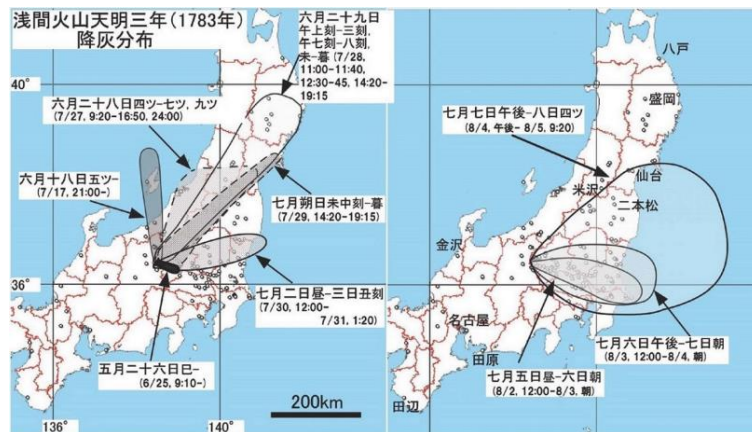 浅間火山天明三年(1783年)
降灰分布
六月二十九日
午上刻-三刻,
午七刻-八刻,
未-暮 (7/28,
11:00-11:40,
12:30-45, 14:20-
19:15)
40°
六月二十八日四ツ-七ツ, 九ツ
(7/27, 9:20-16:50, 24:00)
六月十八日五ツ-
(7/17, 21:00-)
七月朔日未中刻-暮
(7/29, 14:20-19:15)
36°
七月二日昼-三日丑刻
(7/30, 12:00-
7/31, 1:20)
五月二十六日巳-
(6/25, 9:10-)
200km
136°
140°
八戸
40°
盛岡
七月七日午後-八日四ツ
(8/4, 午後- 8/5, 9:20)
仙台
米沢
二本松
金沢
36°
名古屋
七月六日午後-七日朝
(8/3, 12:00-8/4, 朝)
田原
七月五日昼-六日朝
(8/2, 12:00-8/3, 朝)
田辺
136°
140°